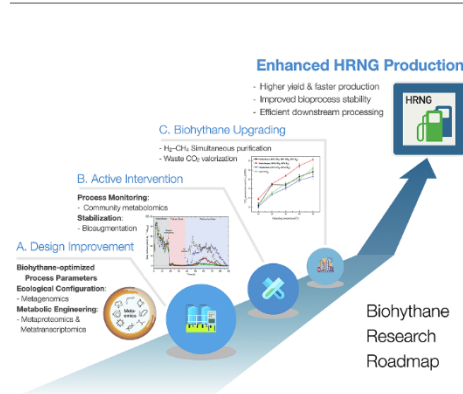 Enhanced HRNG Production
- Higher yield & faster production
- Improved bioprocess stability
- Efficient downstream processing
HRNG
C. Biohythane Upgrading
- H₂-CH₄ Simultaneous purification
- Waste CO₂ valorization
B. Active Intervention
Process Monitoring:
- Community metabolomics
Stabilization:
- Bioaugmentation
A. Design Improvement
Biohythane-optimized
Process Parameters
Ecological Configuration:
- Metagenomics
Metabolic Engineering:
- Metaproteomics &
Metatranscriptomics
Meta-
omics
Biohythane
Research
Roadmap